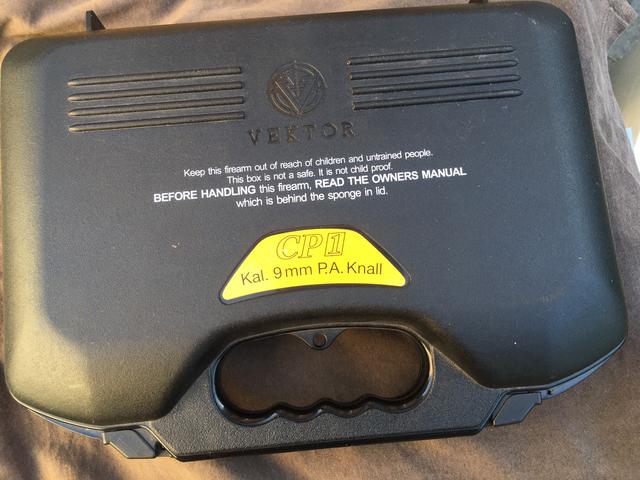 VEKTOR
Keep this firearm out of reach of children and untrained people.
This box is not a safe. It is not child proof.
BEFORE HANDLING this firearm, READ THE OWNERS MANUAL
which is behind the sponge in lid.
CP1
Kal. 9mm P.A. Knall